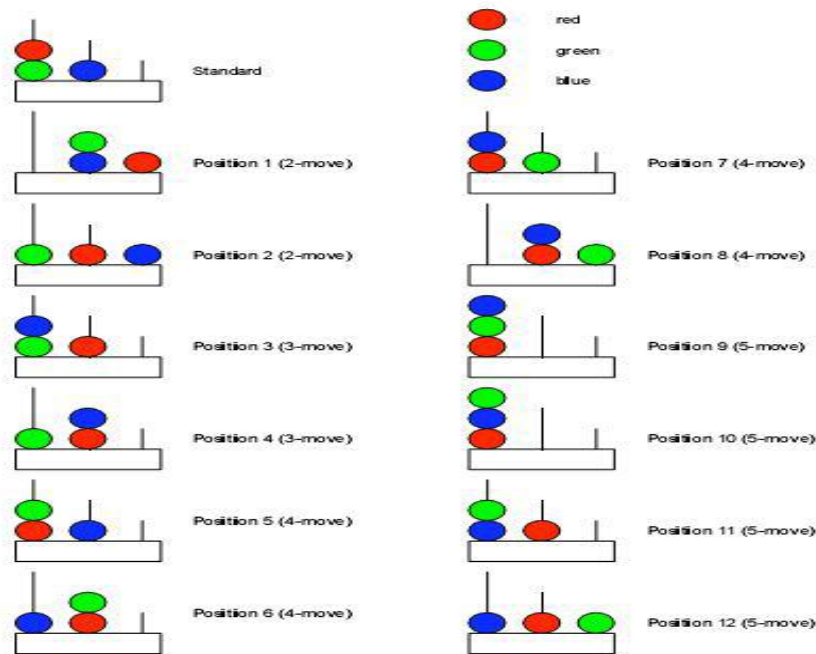 red
green
blue
Standard
Position 1 (2-move)
Position 2 (2-move)
Position 3 (3-move)
Position 4 (3-move)
Position 5 (4-move)
Position 6 (4-move)
Position 7 (4-move)
Position 8 (4-move)
Position 9 (5-move)
Position 10 (5-move)
Position 11 (5-move)
Position 12 (5-move)